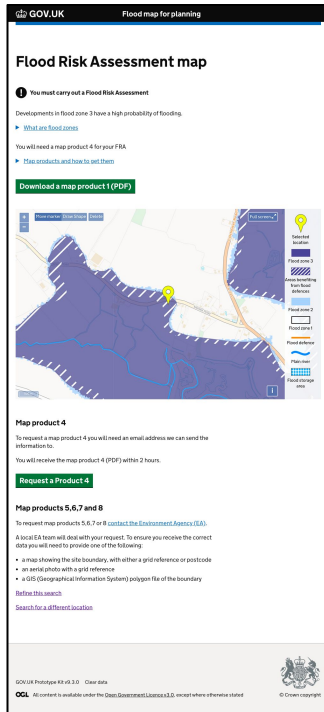 GOV.UK Flood map for planning
Flood Risk Assessment map
! You must carry out a Flood Risk Assessment
Developments in flood zone 3 have a high probability of flooding.
What are flood zones
You will need a map product 4 for your FRA
Map products and how to get them
Download a map product 1 (PDF)
+ Place marker Draw Shape Delete Full screen
−
Selected
location
Flood zone 3
Areas benefiting
from flood
defences
Flood zone 2
Flood zone 1
Flood defence
Main river
Flood storage
area
i
Map product 4
To request a map product 4 you will need an email address we can send the
information to.
You will receive the map product 4 (PDF) within 2 hours.
Request a Product 4
Map products 5,6,7 and 8
To request map products 5,6,7 or 8 contact the Environment Agency (EA).
A local EA team will deal with your request. To ensure you receive the correct
data you will need to provide one of the following:
• a map showing the site boundary, with either a grid reference or postcode
• an aerial photo with a grid reference
• a GIS (Geographical Information System) polygon file of the boundary
Refine this search
Search for a different location
GOV.UK Prototype Kit v9.3.0 Clear data
OGL All content is available under the Open Government Licence v3.0, except where otherwise stated
© Crown copyright